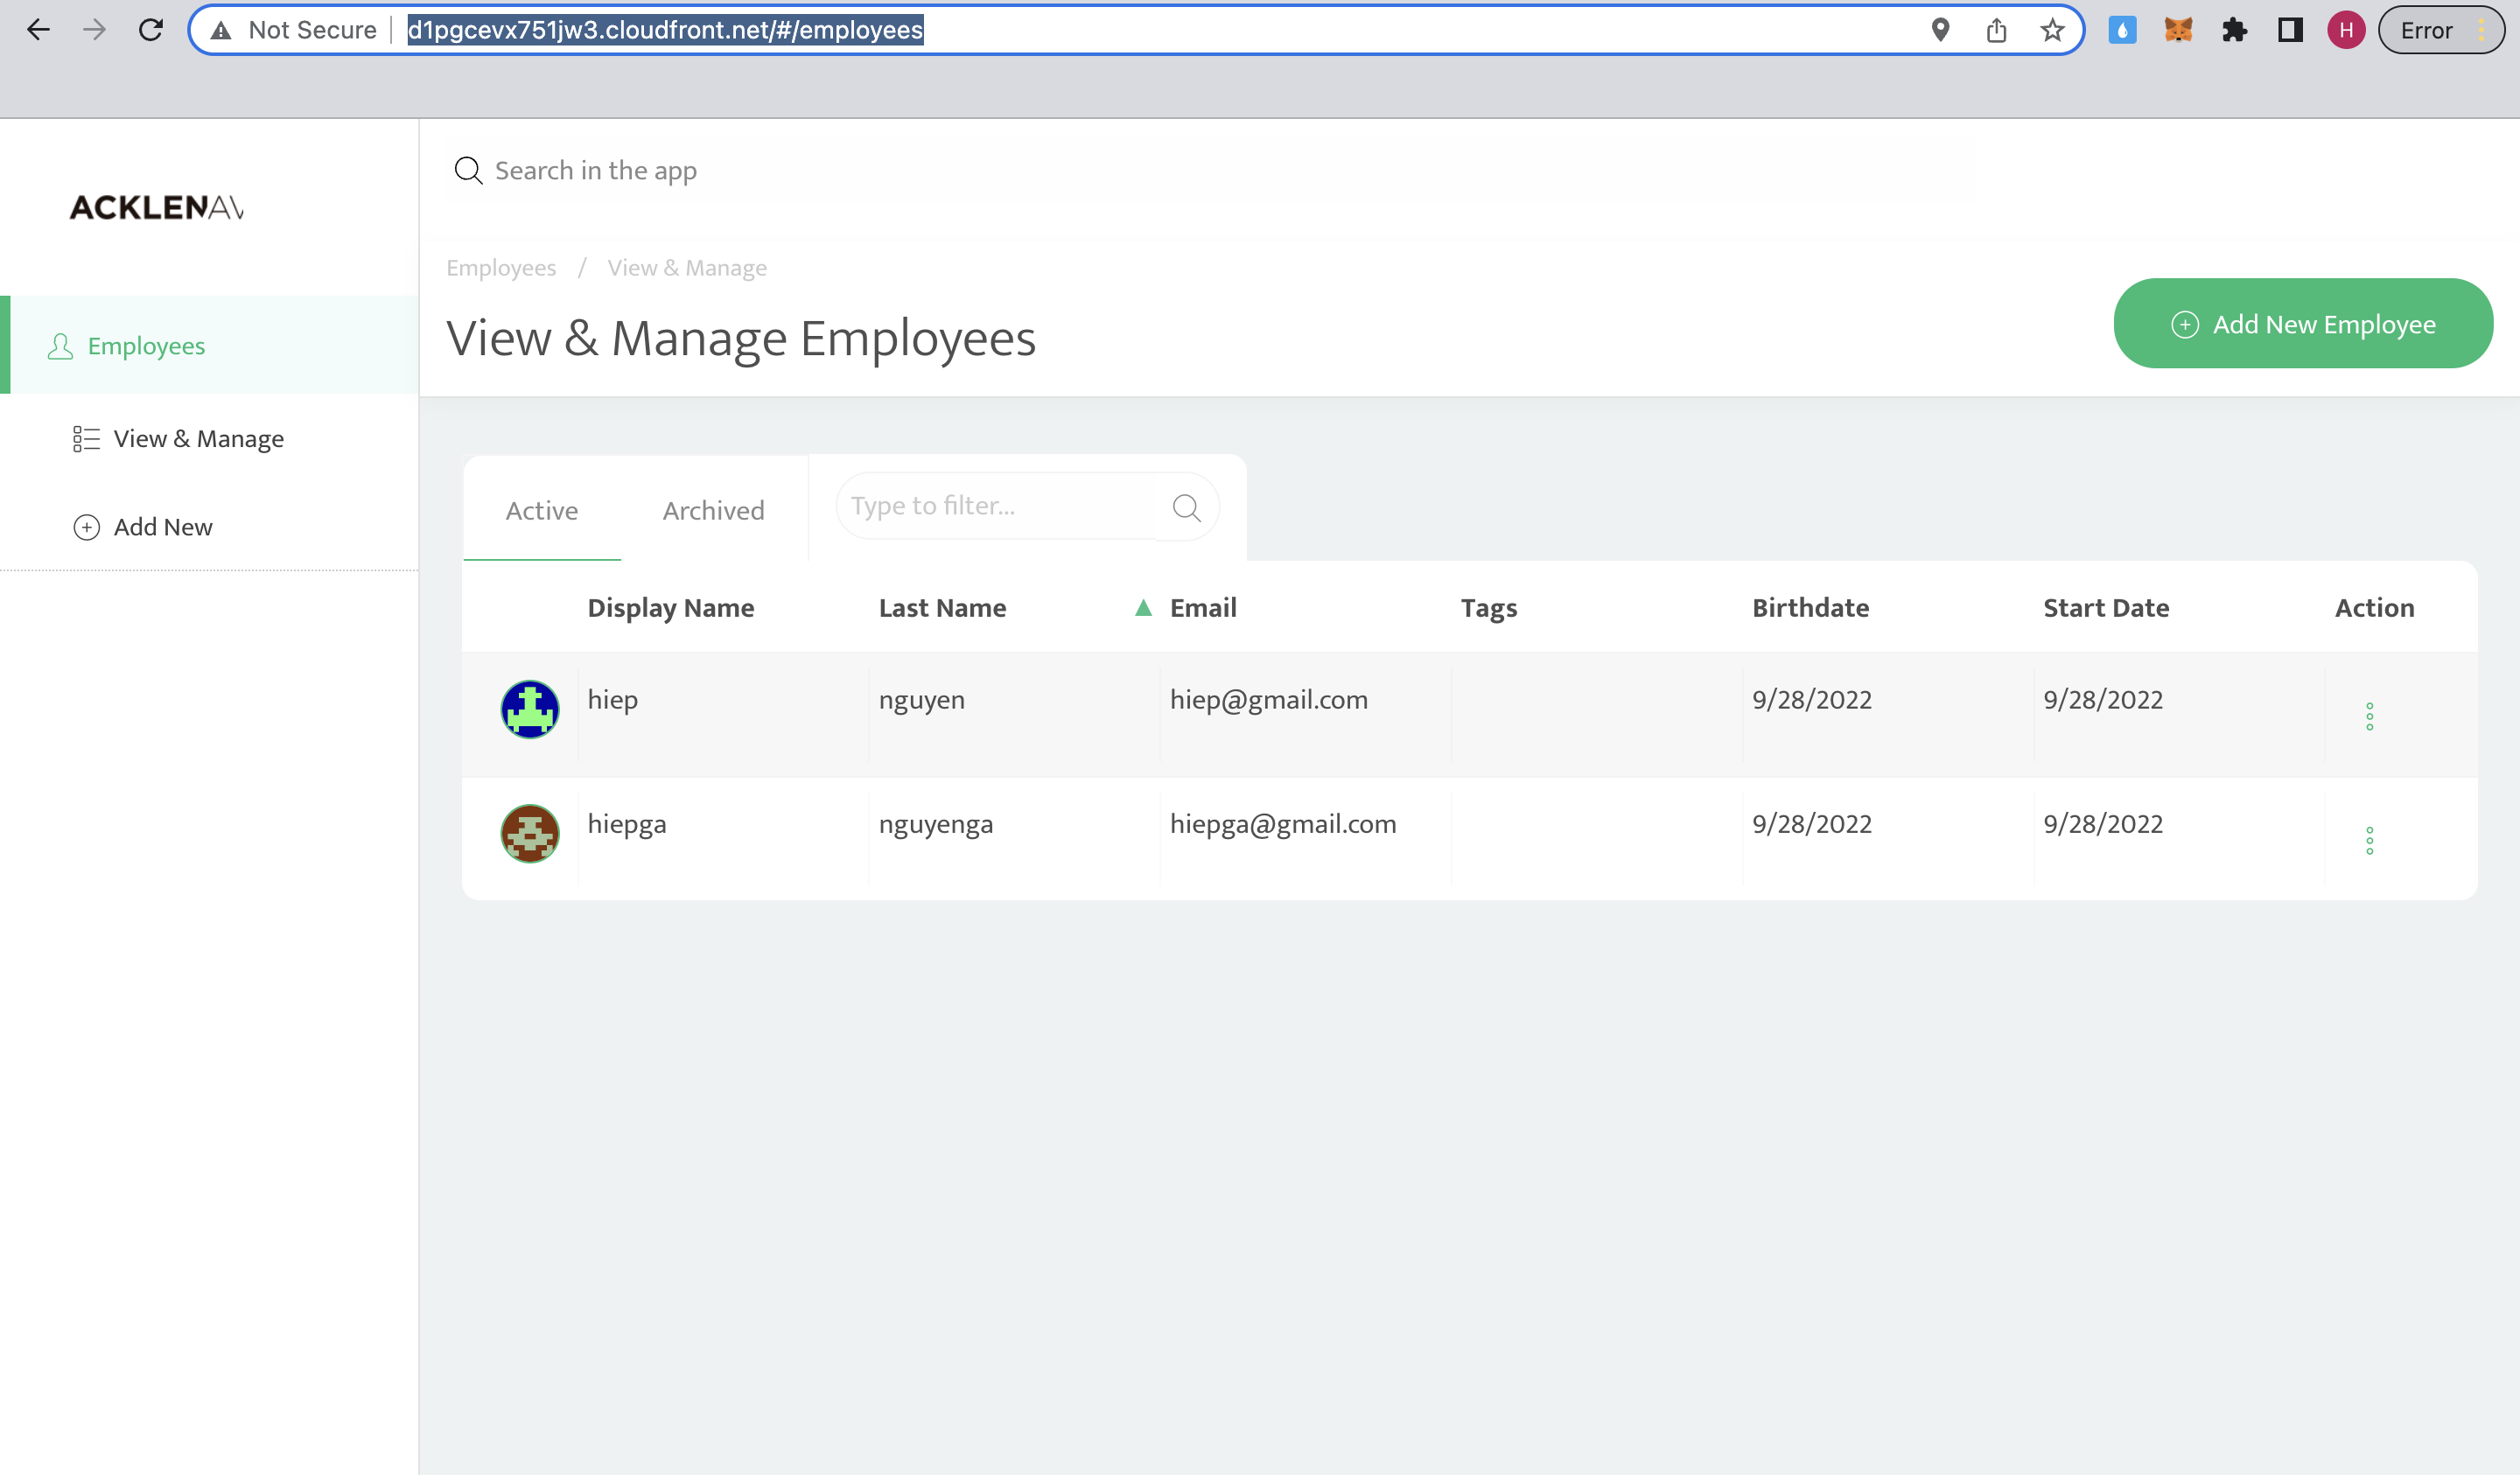 Not Secure d1pgcevx751jw3.cloudfront.net/#/employees H Error
Search in the app
ACKLENAV
Employees / View & Manage
View & Manage Employees
Add New Employee
Employees
View & Manage
Add New
Active Archived Type to filter...
Display Name Last Name Email Tags Birthdate Start Date Action
hiep nguyen hiep@gmail.com 9/28/2022 9/28/2022
hiepga nguyenga hiepga@gmail.com 9/28/2022 9/28/2022